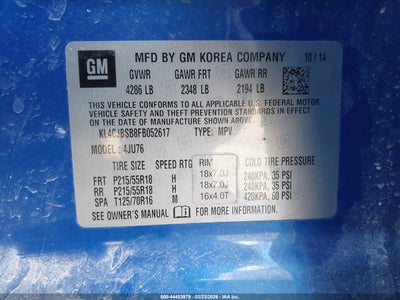 GM
MFD BY GM KOREA COMPANY 10/14
GVWR GAWR FRT GAWR RR
4286 LB 2348 LB 2194 LB
THIS VEHICLE CONFORMS TO ALL APPLICABLE U.S. FEDERAL MOTOR
VEHICLE SAFETY AND THEFT PREVENTION STANDARDS IN EFFECT ON
THE DATE OF MANUFACTURE SHOWN ABOVE.
KL4CJBSB8FB052617 TYPE: MPV
MODEL: 4JU76
TIRE SIZE SPEED RTG RIM COLD TIRE PRESSURE
FRT P215/55R18 H 18x7.0J 240KPA, 35 PSI
RR P215/55R18 H 18x7.0J 240KPA, 35 PSI
SPA T125/70R16 M 16x4.0T 420KPA, 60 PSI
SEE OWNER'S MANUAL FOR MORE INFORMATION.
000-44403979 - 02/23/2026 - IAAI.COM